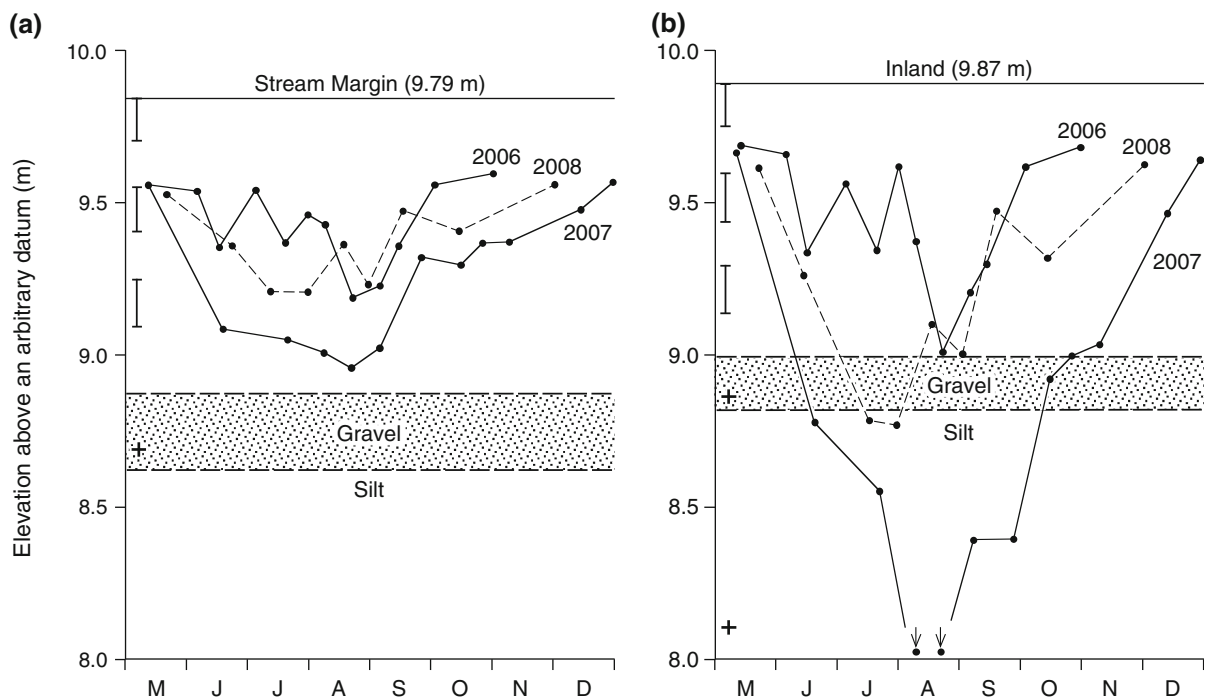 (a)
Elevation above an arbitrary datum (m)
10.0
9.5
9.0
8.5
8.0
Stream Margin (9.79 m)
2006
2008
2007
Gravel
Silt
M J J A S O N D
(b)
10.0
9.5
9.0
8.5
8.0
Inland (9.87 m)
2006
2008
2007
Gravel
Silt
M J J A S O N D